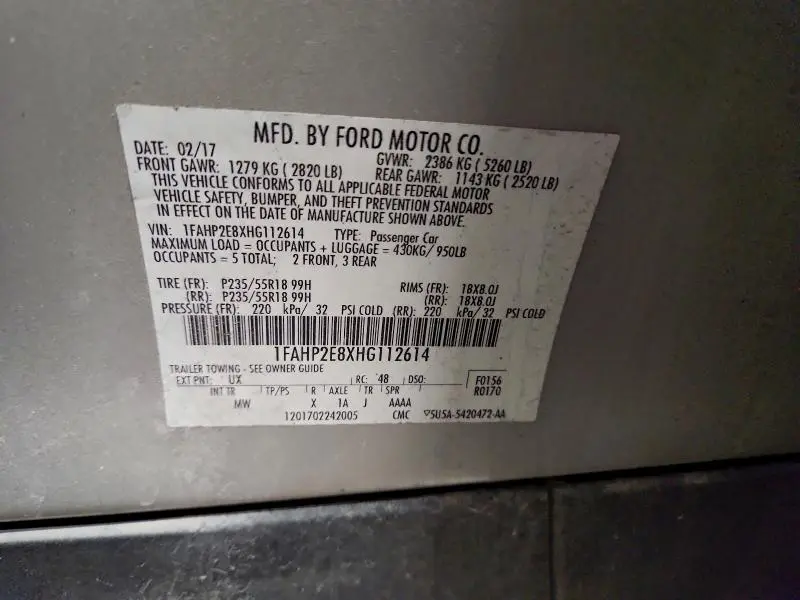 MFD. BY FORD MOTOR CO.
DATE: 02/17 GVWR: 2386 KG ( 5260 LB)
FRONT GAWR: 1279 KG ( 2820 LB) REAR GAWR: 1143 KG ( 2520 LB)
THIS VEHICLE CONFORMS TO ALL APPLICABLE FEDERAL MOTOR
VEHICLE SAFETY, BUMPER, AND THEFT PREVENTION STANDARDS
IN EFFECT ON THE DATE OF MANUFACTURE SHOWN ABOVE.
VIN: 1FAHP2E8XHG112614 TYPE: Passenger Car
MAXIMUM LOAD = OCCUPANTS + LUGGAGE = 430KG/ 950LB
OCCUPANTS = 5 TOTAL; 2 FRONT, 3 REAR
TIRE (FR): P235/55R18 99H RIMS (FR): 18X8.0J
(RR): P235/55R18 99H (RR): 18X8.0J
PRESSURE (FR): 220 kPa/ 32 PSI COLD (RR): 220 kPa/ 32 PSI COLD
1FAHP2E8XHG112614
TRAILER TOWING - SEE OWNER GUIDE
EXT PNT: UX RC: 48 DSO: F0156
INT TR TP/PS R AXLE TR SPR R0170
MW X 1A J AAAA
1201702242005 CMC 5U5A-5420472-AA